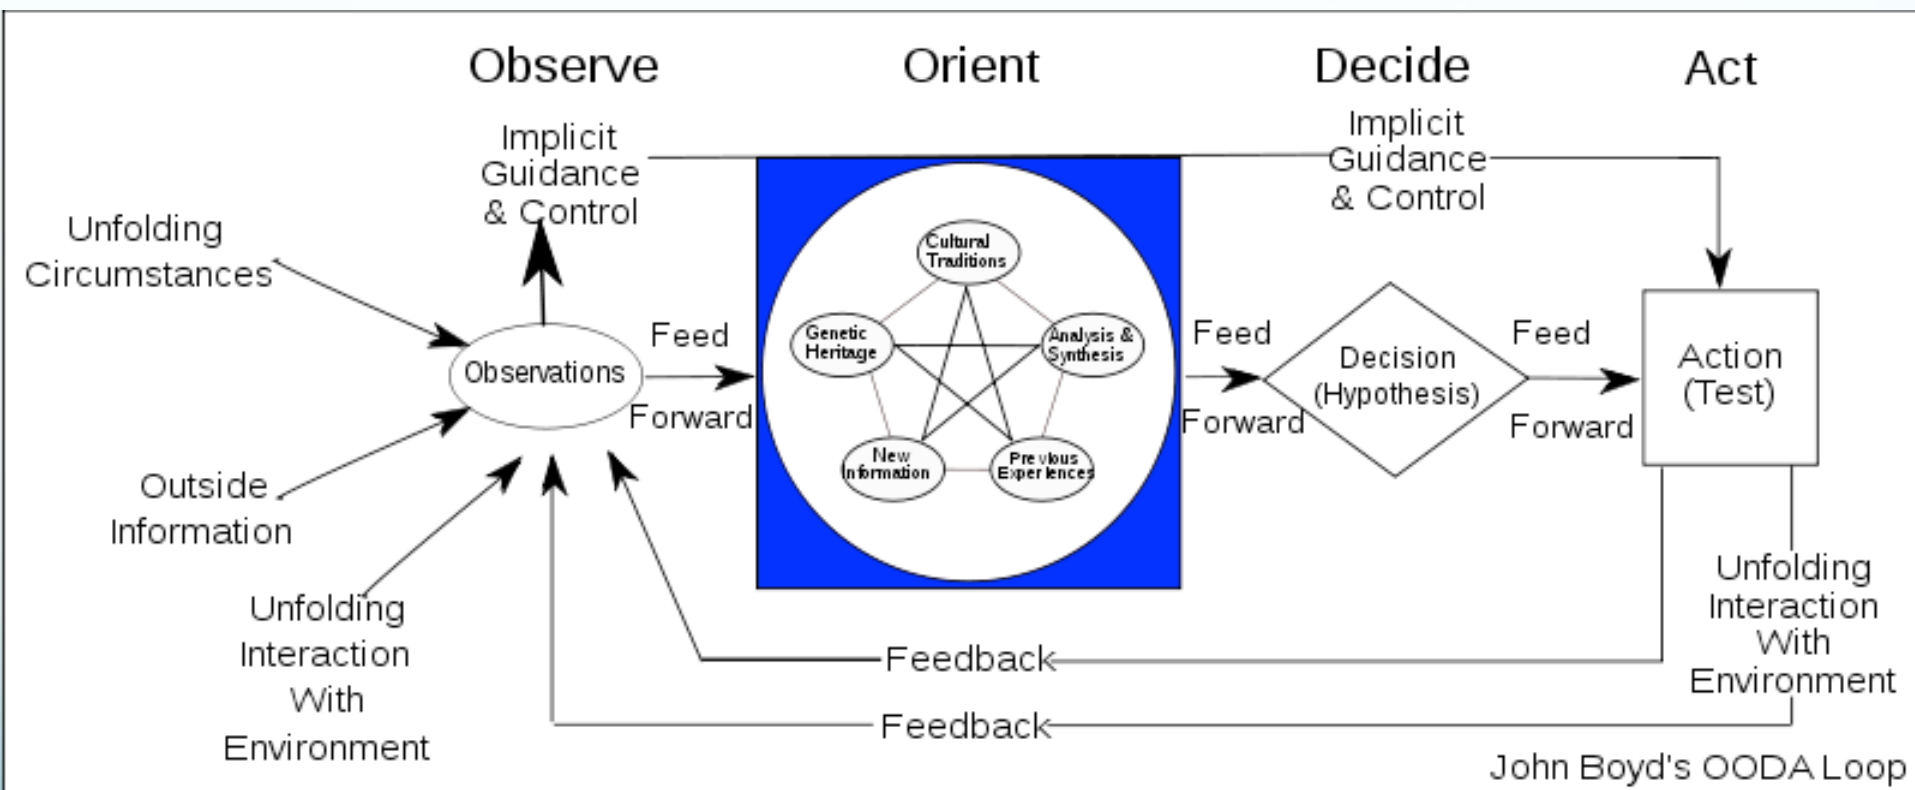 Observe
Orient
Decide
Act
Implicit
Guidance
& Control
Implicit
Guidance
& Control
Unfolding
Circumstances
Observations
Feed
Forward
Cultural
Traditions
Genetic
Heritage
Analysis &
Synthesis
New
Information
Previous
Experiences
Feed
Forward
Decision
(Hypothesis)
Feed
Forward
Action
(Test)
Outside
Information
Unfolding
Interaction
With
Environment
Feedback
Feedback
Unfolding
Interaction
With
Environment
John Boyd's OODA Loop